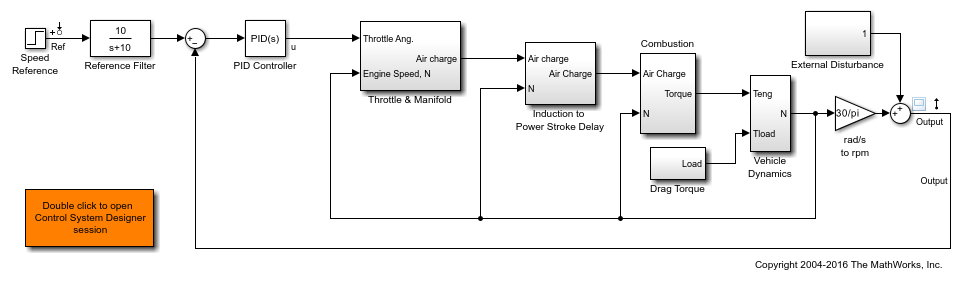 Ref
Speed
Reference
10
s+10
Reference Filter
PID(s)
u
PID Controller
Throttle Ang.
Air charge
Engine Speed, N
Throttle & Manifold
Air charge
Air Charge
N
Induction to
Power Stroke Delay
Combustion
Air Charge
Torque
N
Load
Drag Torque
Teng
N
Tload
Vehicle
Dynamics
1
External Disturbance
30/pi
rad/s
to rpm
Output
Output
Double click to open
Control System Designer
session
Copyright 2004-2016 The MathWorks, Inc.